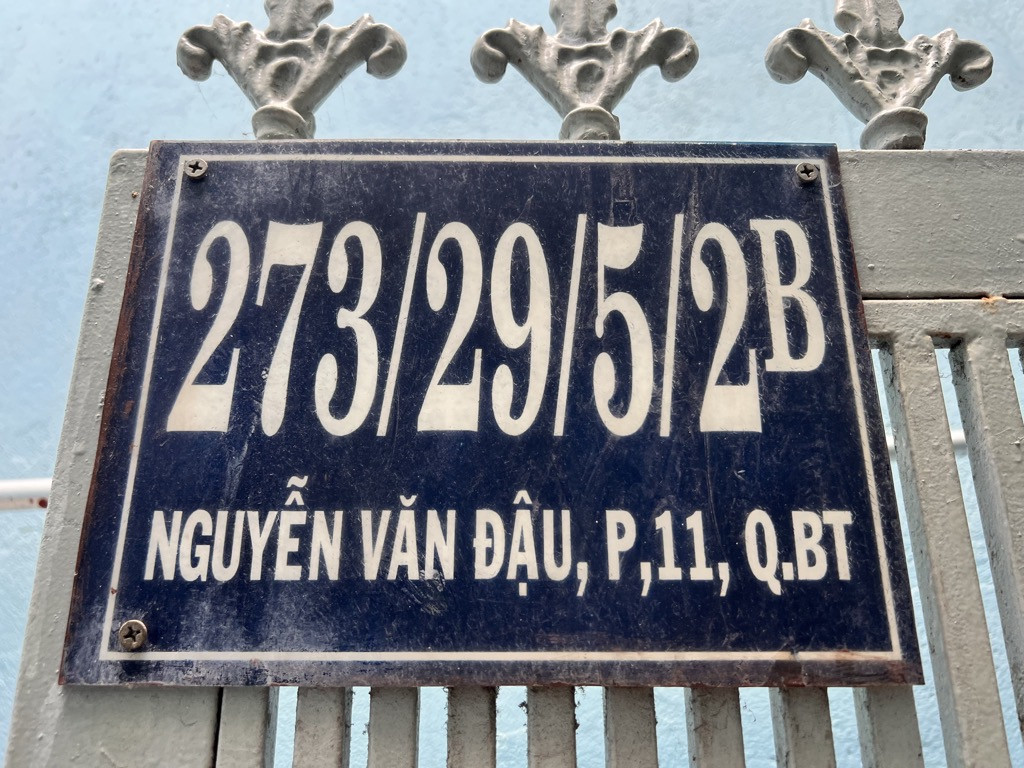 273/29/5/2B
NGUYỄN VĂN ĐẬU, P,11, Q.BT